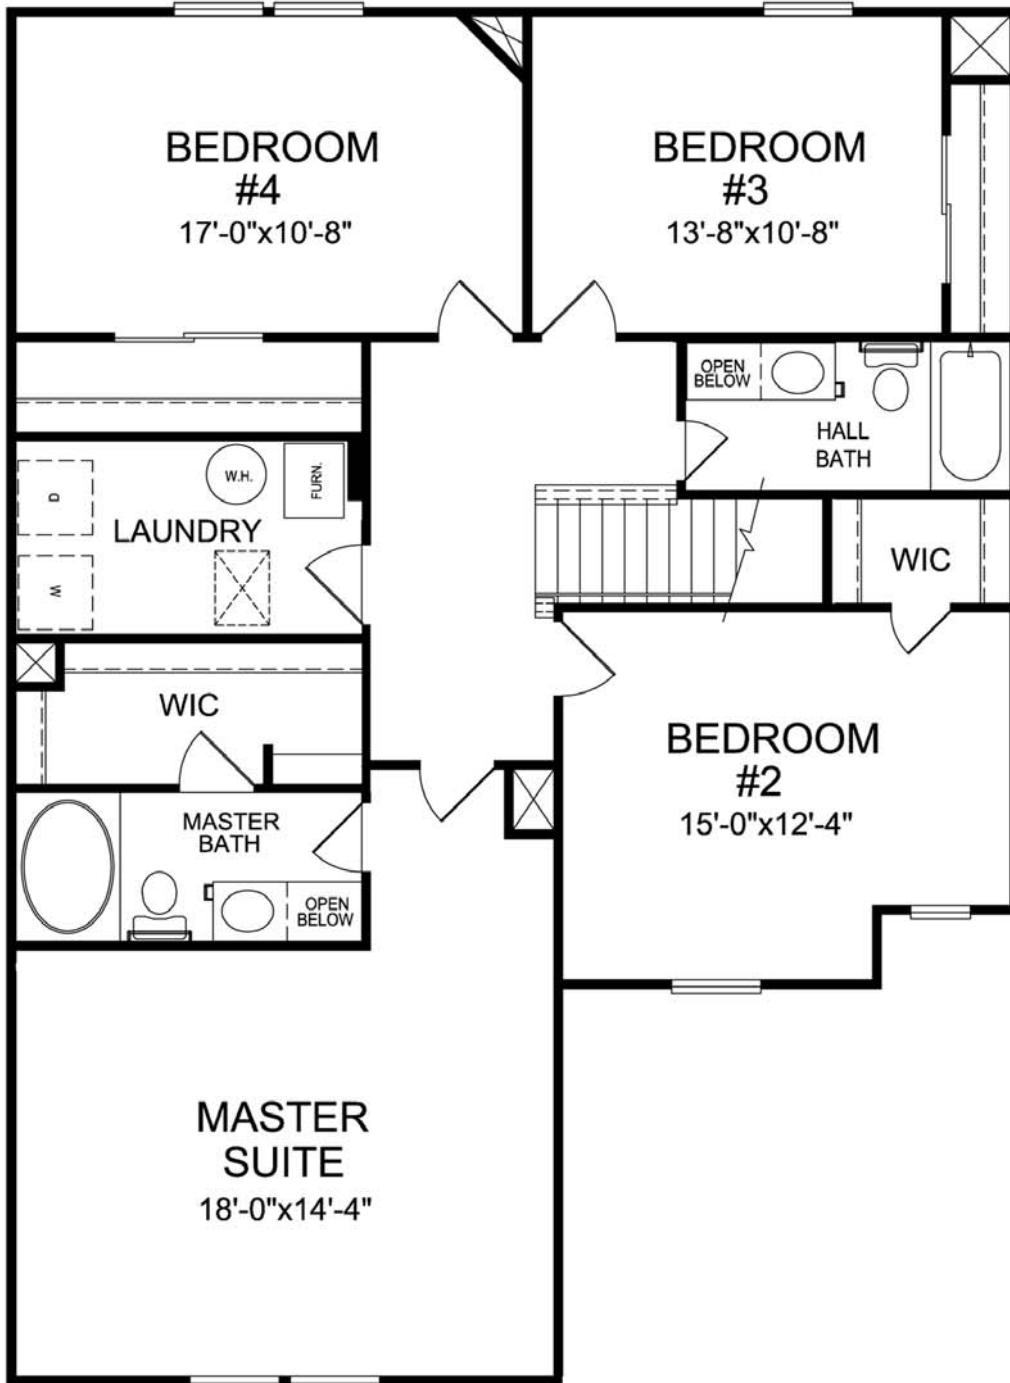 BEDROOM
#4
17'-0"x10'-8"
BEDROOM
#3
13'-8"x10'-8"
OPEN
BELOW
HALL
BATH
W.H.
FURN.
D
LAUNDRY
W
WIC
WIC
BEDROOM
#2
15'-0"x12'-4"
MASTER
BATH
OPEN
BELOW
MASTER
SUITE
18'-0"x14'-4"